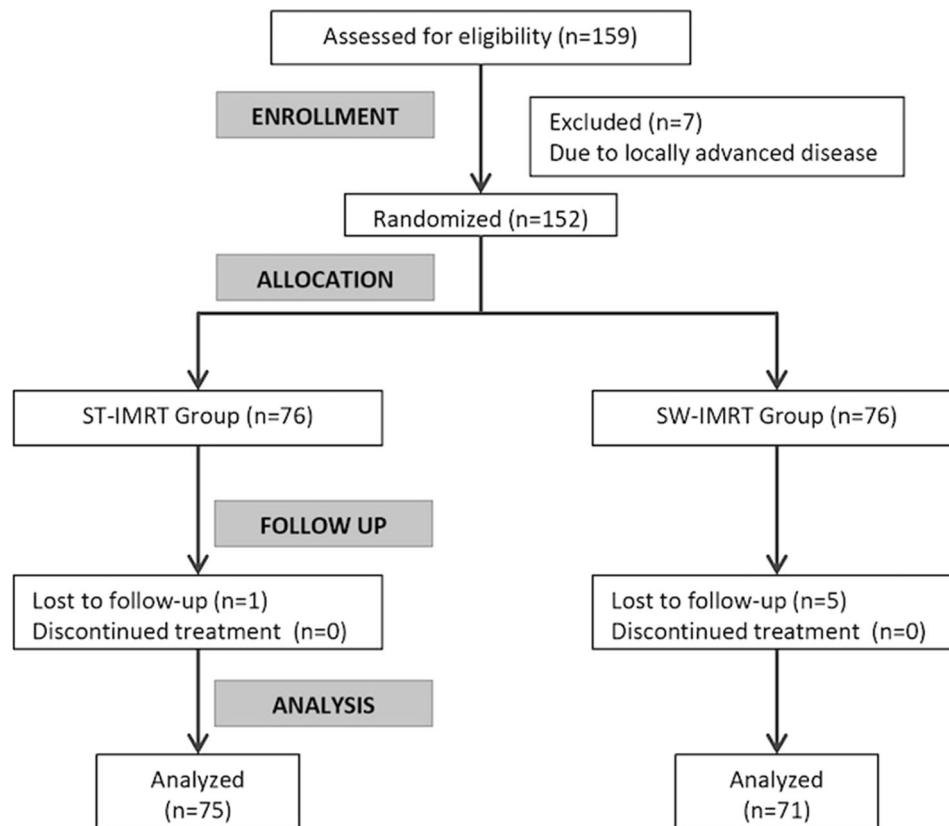 Assessed for eligibility (n=159)
ENROLLMENT
Excluded (n=7)
Due to locally advanced disease
Randomized (n=152)
ALLOCATION
ST-IMRT Group (n=76)
SW-IMRT Group (n=76)
FOLLOW UP
Lost to follow-up (n=1)
Discontinued treatment (n=0)
Lost to follow-up (n=5)
Discontinued treatment (n=0)
ANALYSIS
Analyzed
(n=75)
Analyzed
(n=71)